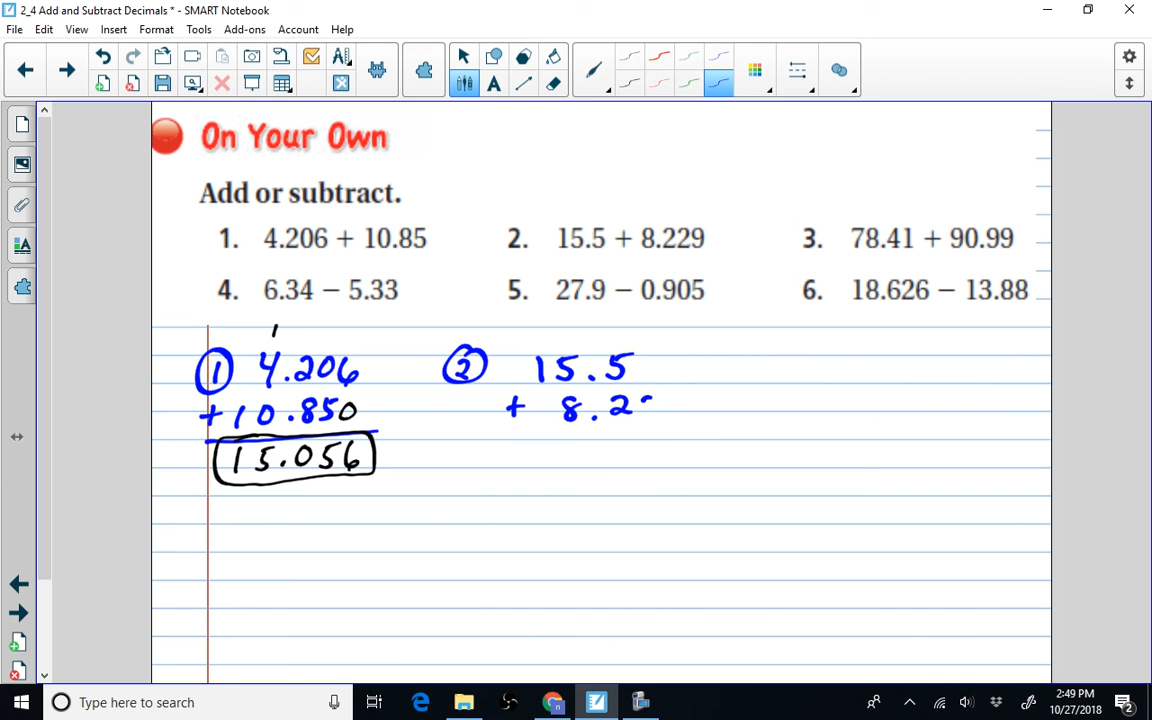 2_4 Add and Subtract Decimals * - SMART Notebook
File Edit View Insert Format Tools Add-ons Account Help
On Your Own
Add or subtract.
1. 4.206 + 10.85 2. 15.5 + 8.229 3. 78.41 + 90.99
4. 6.34 − 5.33 5. 27.9 − 0.905 6. 18.626 − 13.88
1
① 4.206 ② 15.5
+10.850 + 8.2
15.056
Type here to search
2:49 PM
10/27/2018
2